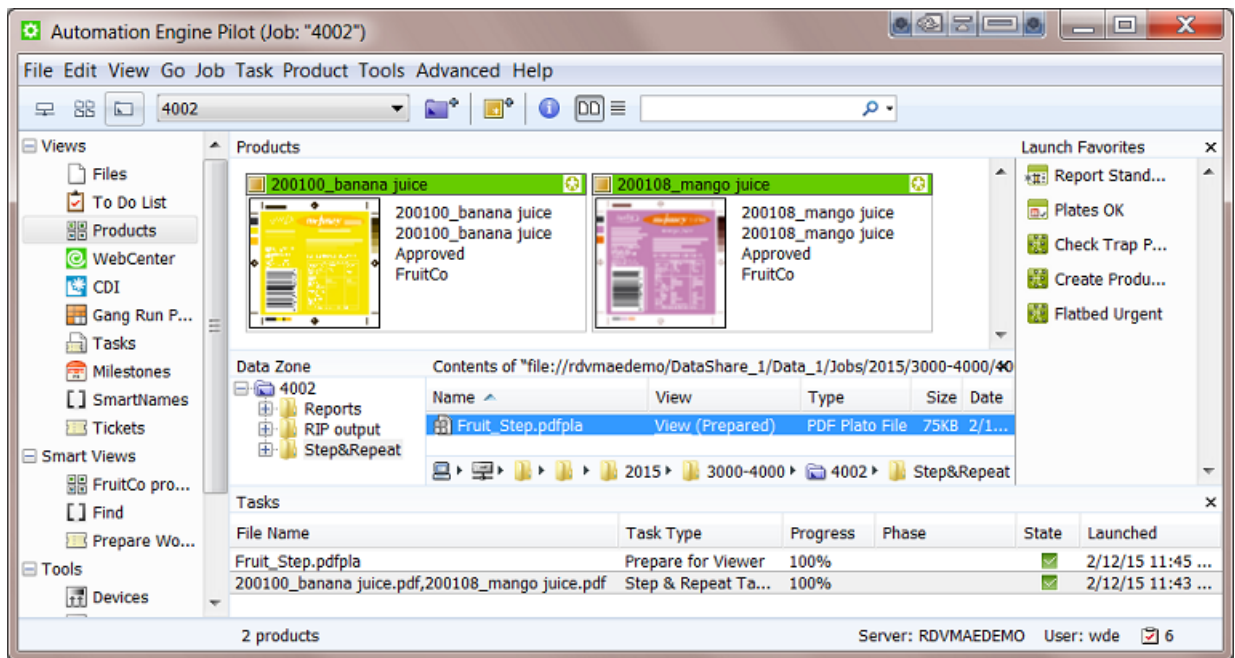 Automation Engine Pilot (Job: "4002")
File Edit View Go Job Task Product Tools Advanced Help
4002
Views
Files
To Do List
Products
WebCenter
CDI
Gang Run P...
Tasks
Milestones
SmartNames
Tickets
Smart Views
FruitCo pro...
Find
Prepare Wo...
Tools
Devices
Products
200100_banana juice
200100_banana juice
200100_banana juice
Approved
FruitCo
200108_mango juice
200108_mango juice
200108_mango juice
Approved
FruitCo
Launch Favorites
Report Stand...
Plates OK
Check Trap P...
Create Produ...
Flatbed Urgent
Data Zone
4002
Reports
RIP output
Step&Repeat
Contents of "file://rdvmaedemo/DataShare_1/Data_1/Jobs/2015/3000-4000/40
Name View Type Size Date
Fruit_Step.pdfpla View (Prepared) PDF Plato File 75KB 2/1...
2015 3000-4000 4002 Step&Repeat
Tasks
File Name Task Type Progress Phase State Launched
Fruit_Step.pdfpla Prepare for Viewer 100% 2/12/15 11:45 ...
200100_banana juice.pdf,200108_mango juice.pdf Step & Repeat Ta... 100% 2/12/15 11:43 ...
2 products Server: RDVMAEDEMO User: wde 6